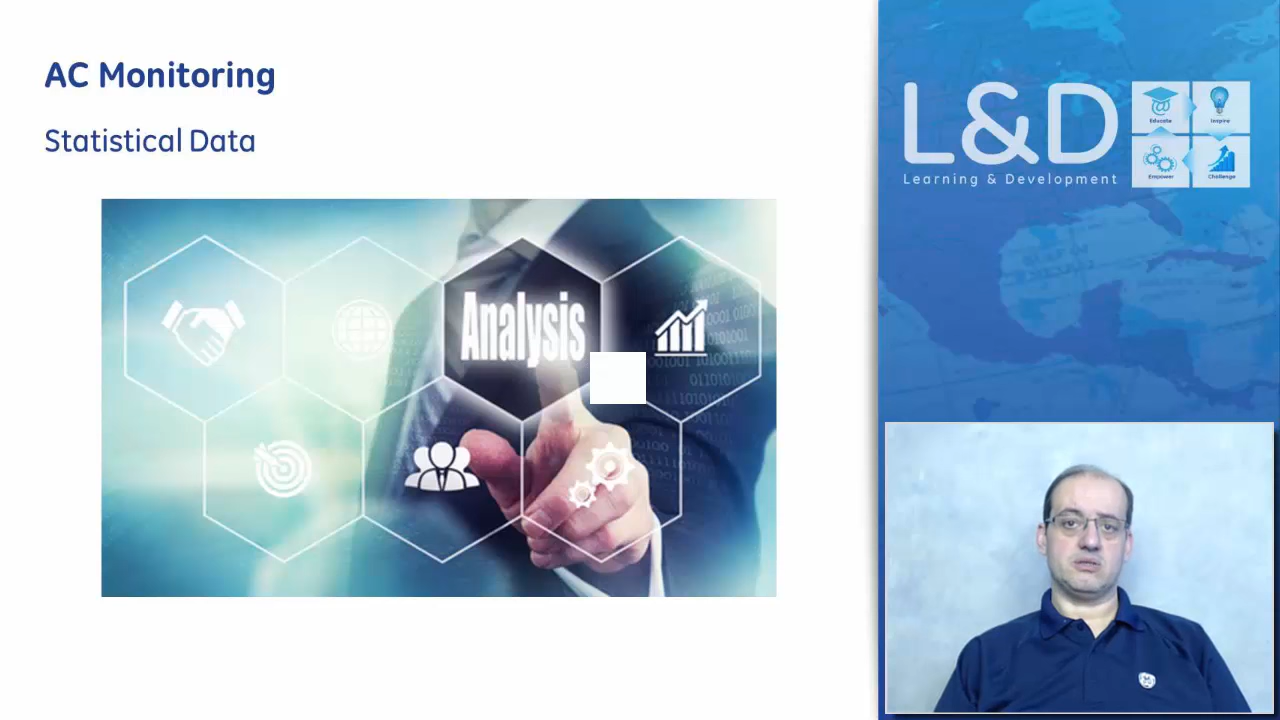 AC Monitoring
Statistical Data
Analysis
L&D
Learning & Development
Educate
Inspire
Empower
Challenge